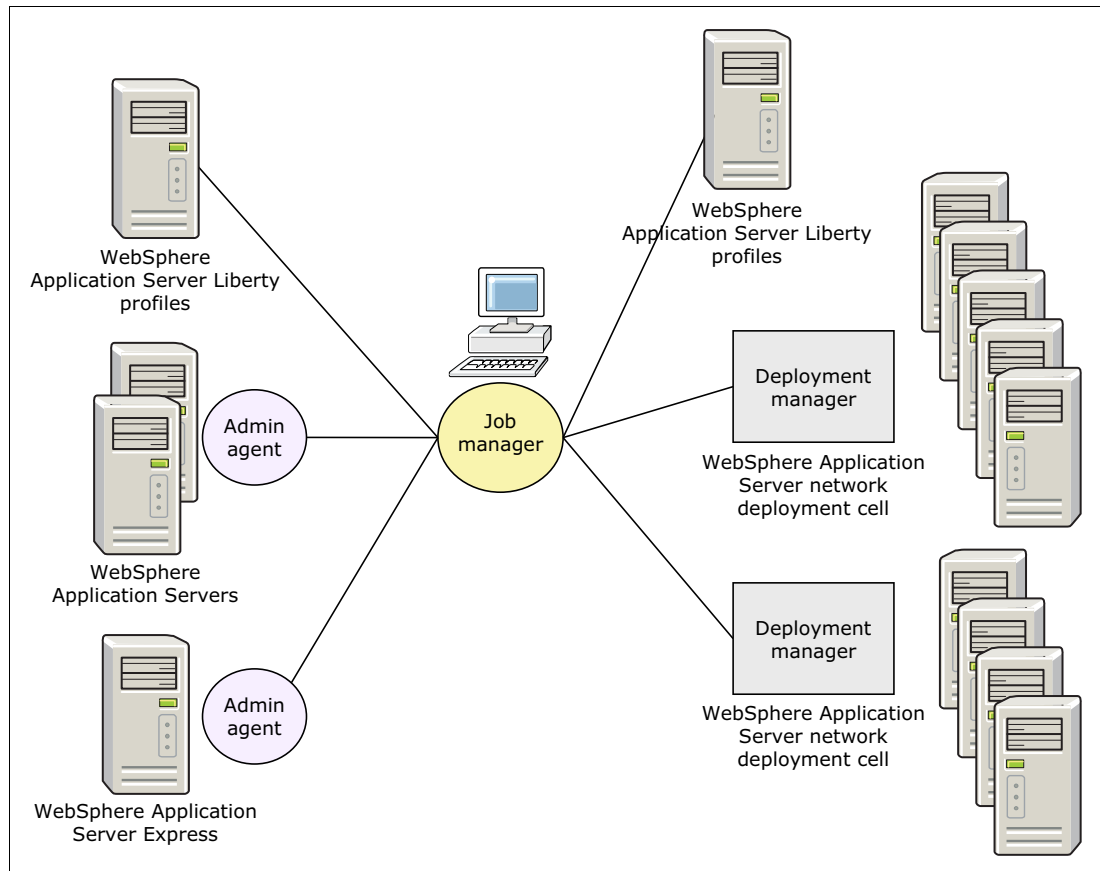 WebSphere
Application Server Liberty
profiles
WebSphere
Application Server Liberty
profiles
Admin
agent
WebSphere
Application Servers
Job
manager
Deployment
manager
WebSphere Application
Server network
deployment cell
Admin
agent
WebSphere Application
Server Express
Deployment
manager
WebSphere Application
Server network
deployment cell